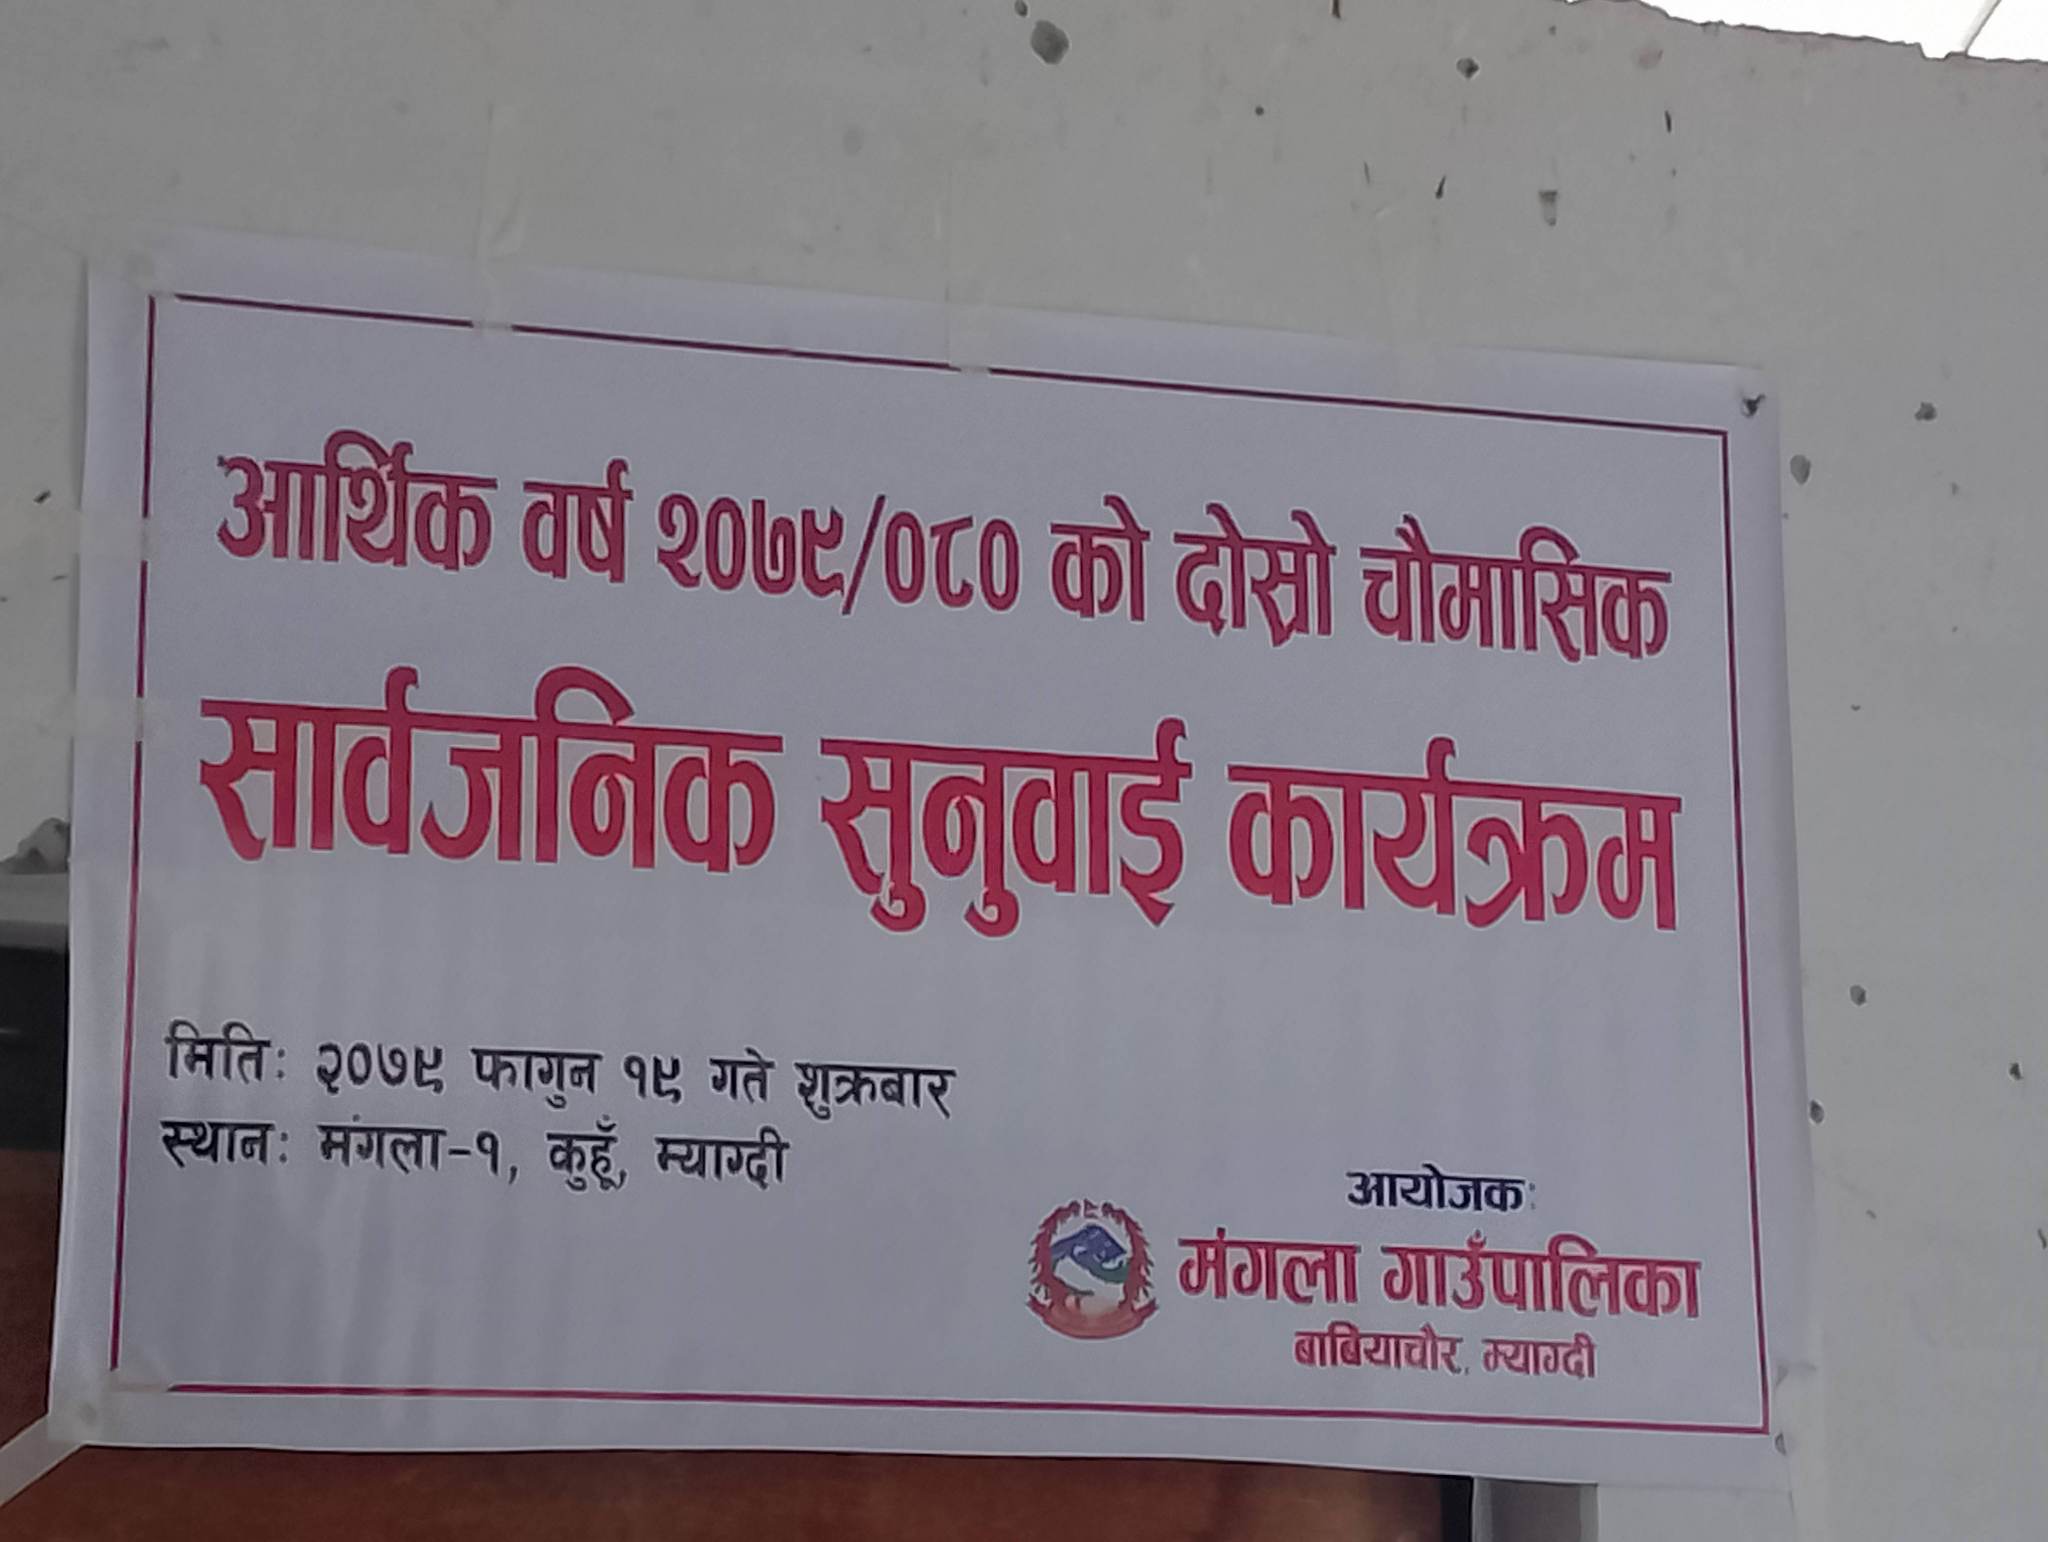 आर्थिक वर्ष २०७९/०८० को दोस्रो चौमासिक
सार्वजनिक सुनुवाई कार्यक्रम
मिति: २०७९ फागुन १९ गते शुक्रबार
स्थान: मंगला-१, कुहूँ, म्याग्दी
आयोजक:
मंगला गाउँपालिका
बाबियाचौर, म्याग्दी